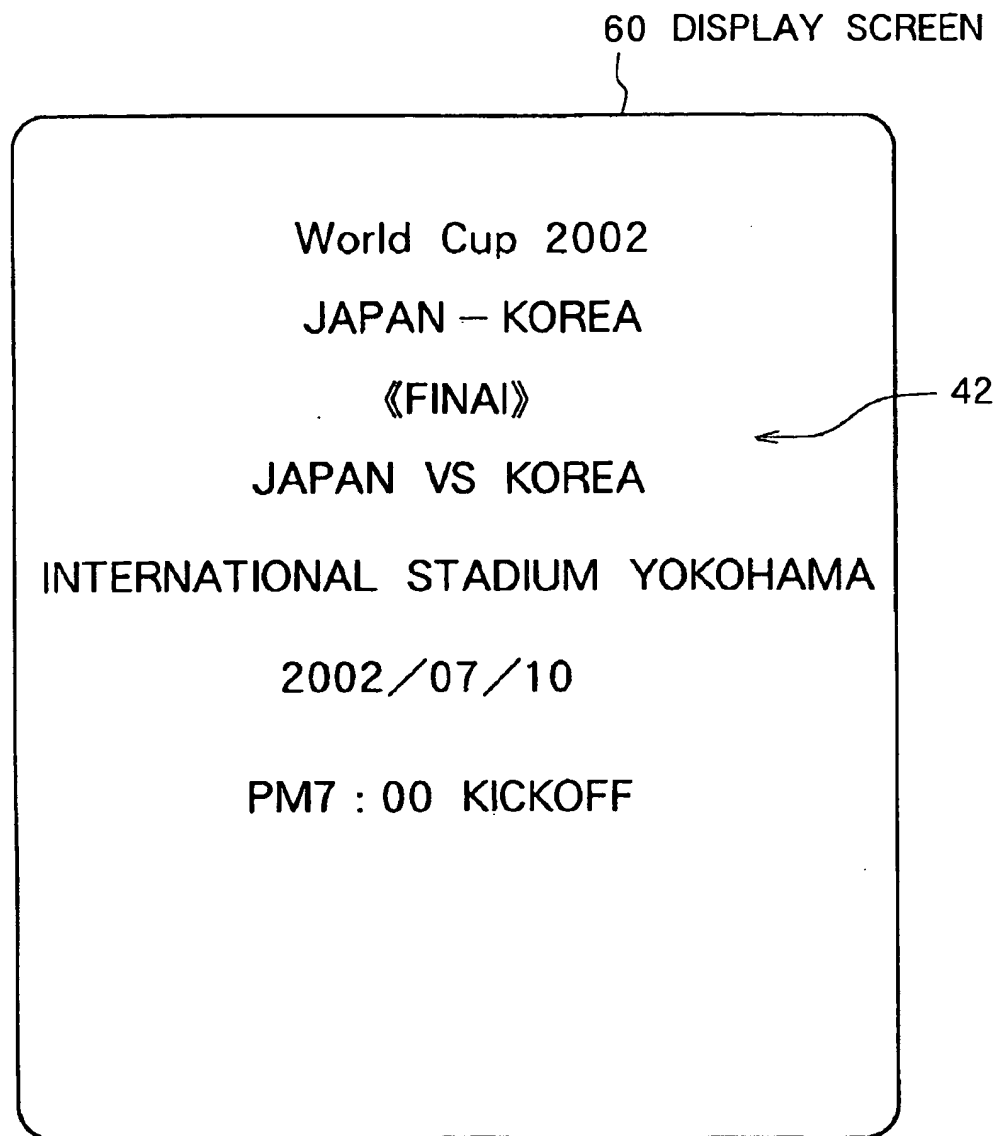 60 DISPLAY SCREEN
World Cup 2002
JAPAN – KOREA
《FINAl》
42
JAPAN VS KOREA
INTERNATIONAL STADIUM YOKOHAMA
2002/07/10
PM7 : 00 KICKOFF